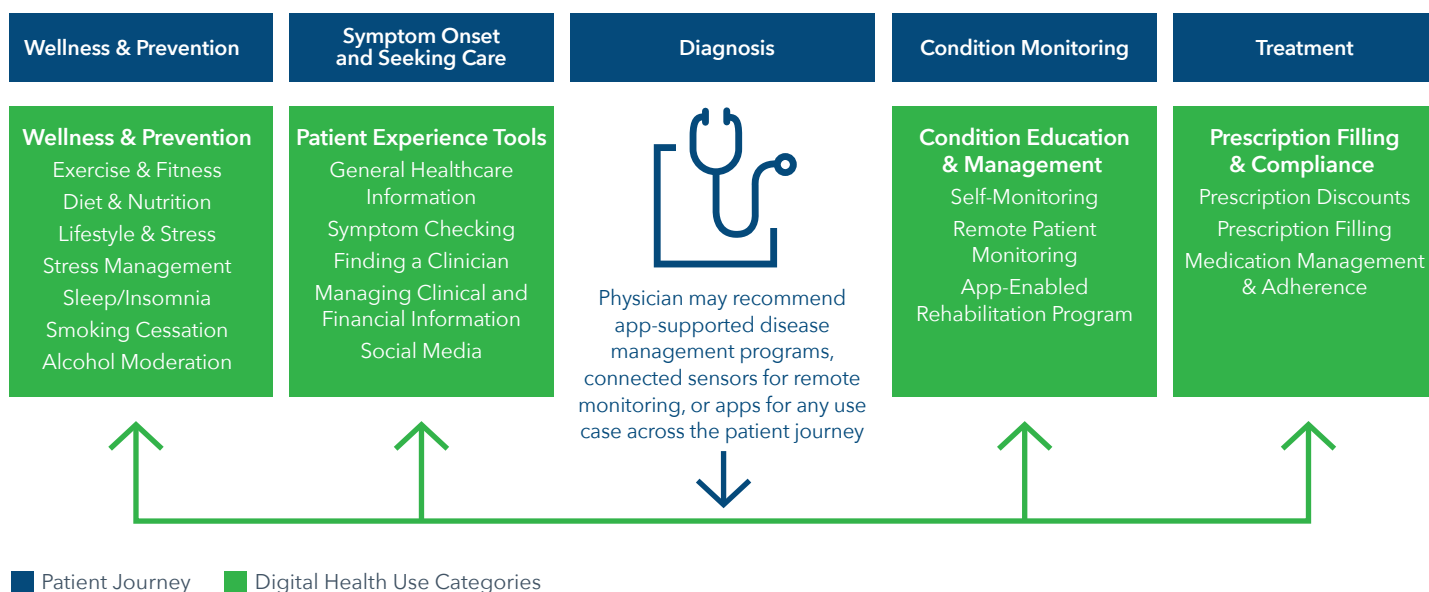 Wellness & Prevention
Symptom Onset
and Seeking Care
Diagnosis
Condition Monitoring
Treatment
Wellness & Prevention
Exercise & Fitness
Diet & Nutrition
Lifestyle & Stress
Stress Management
Sleep/Insomnia
Smoking Cessation
Alcohol Moderation
Patient Experience Tools
General Healthcare
Information
Symptom Checking
Finding a Clinician
Managing Clinical and
Financial Information
Social Media
Physician may recommend
app-supported disease
management programs,
connected sensors for remote
monitoring, or apps for any use
case across the patient journey
Condition Education
& Management
Self-Monitoring
Remote Patient
Monitoring
App-Enabled
Rehabilitation Program
Prescription Filling
& Compliance
Prescription Discounts
Prescription Filling
Medication Management
& Adherence
Patient Journey
Digital Health Use Categories